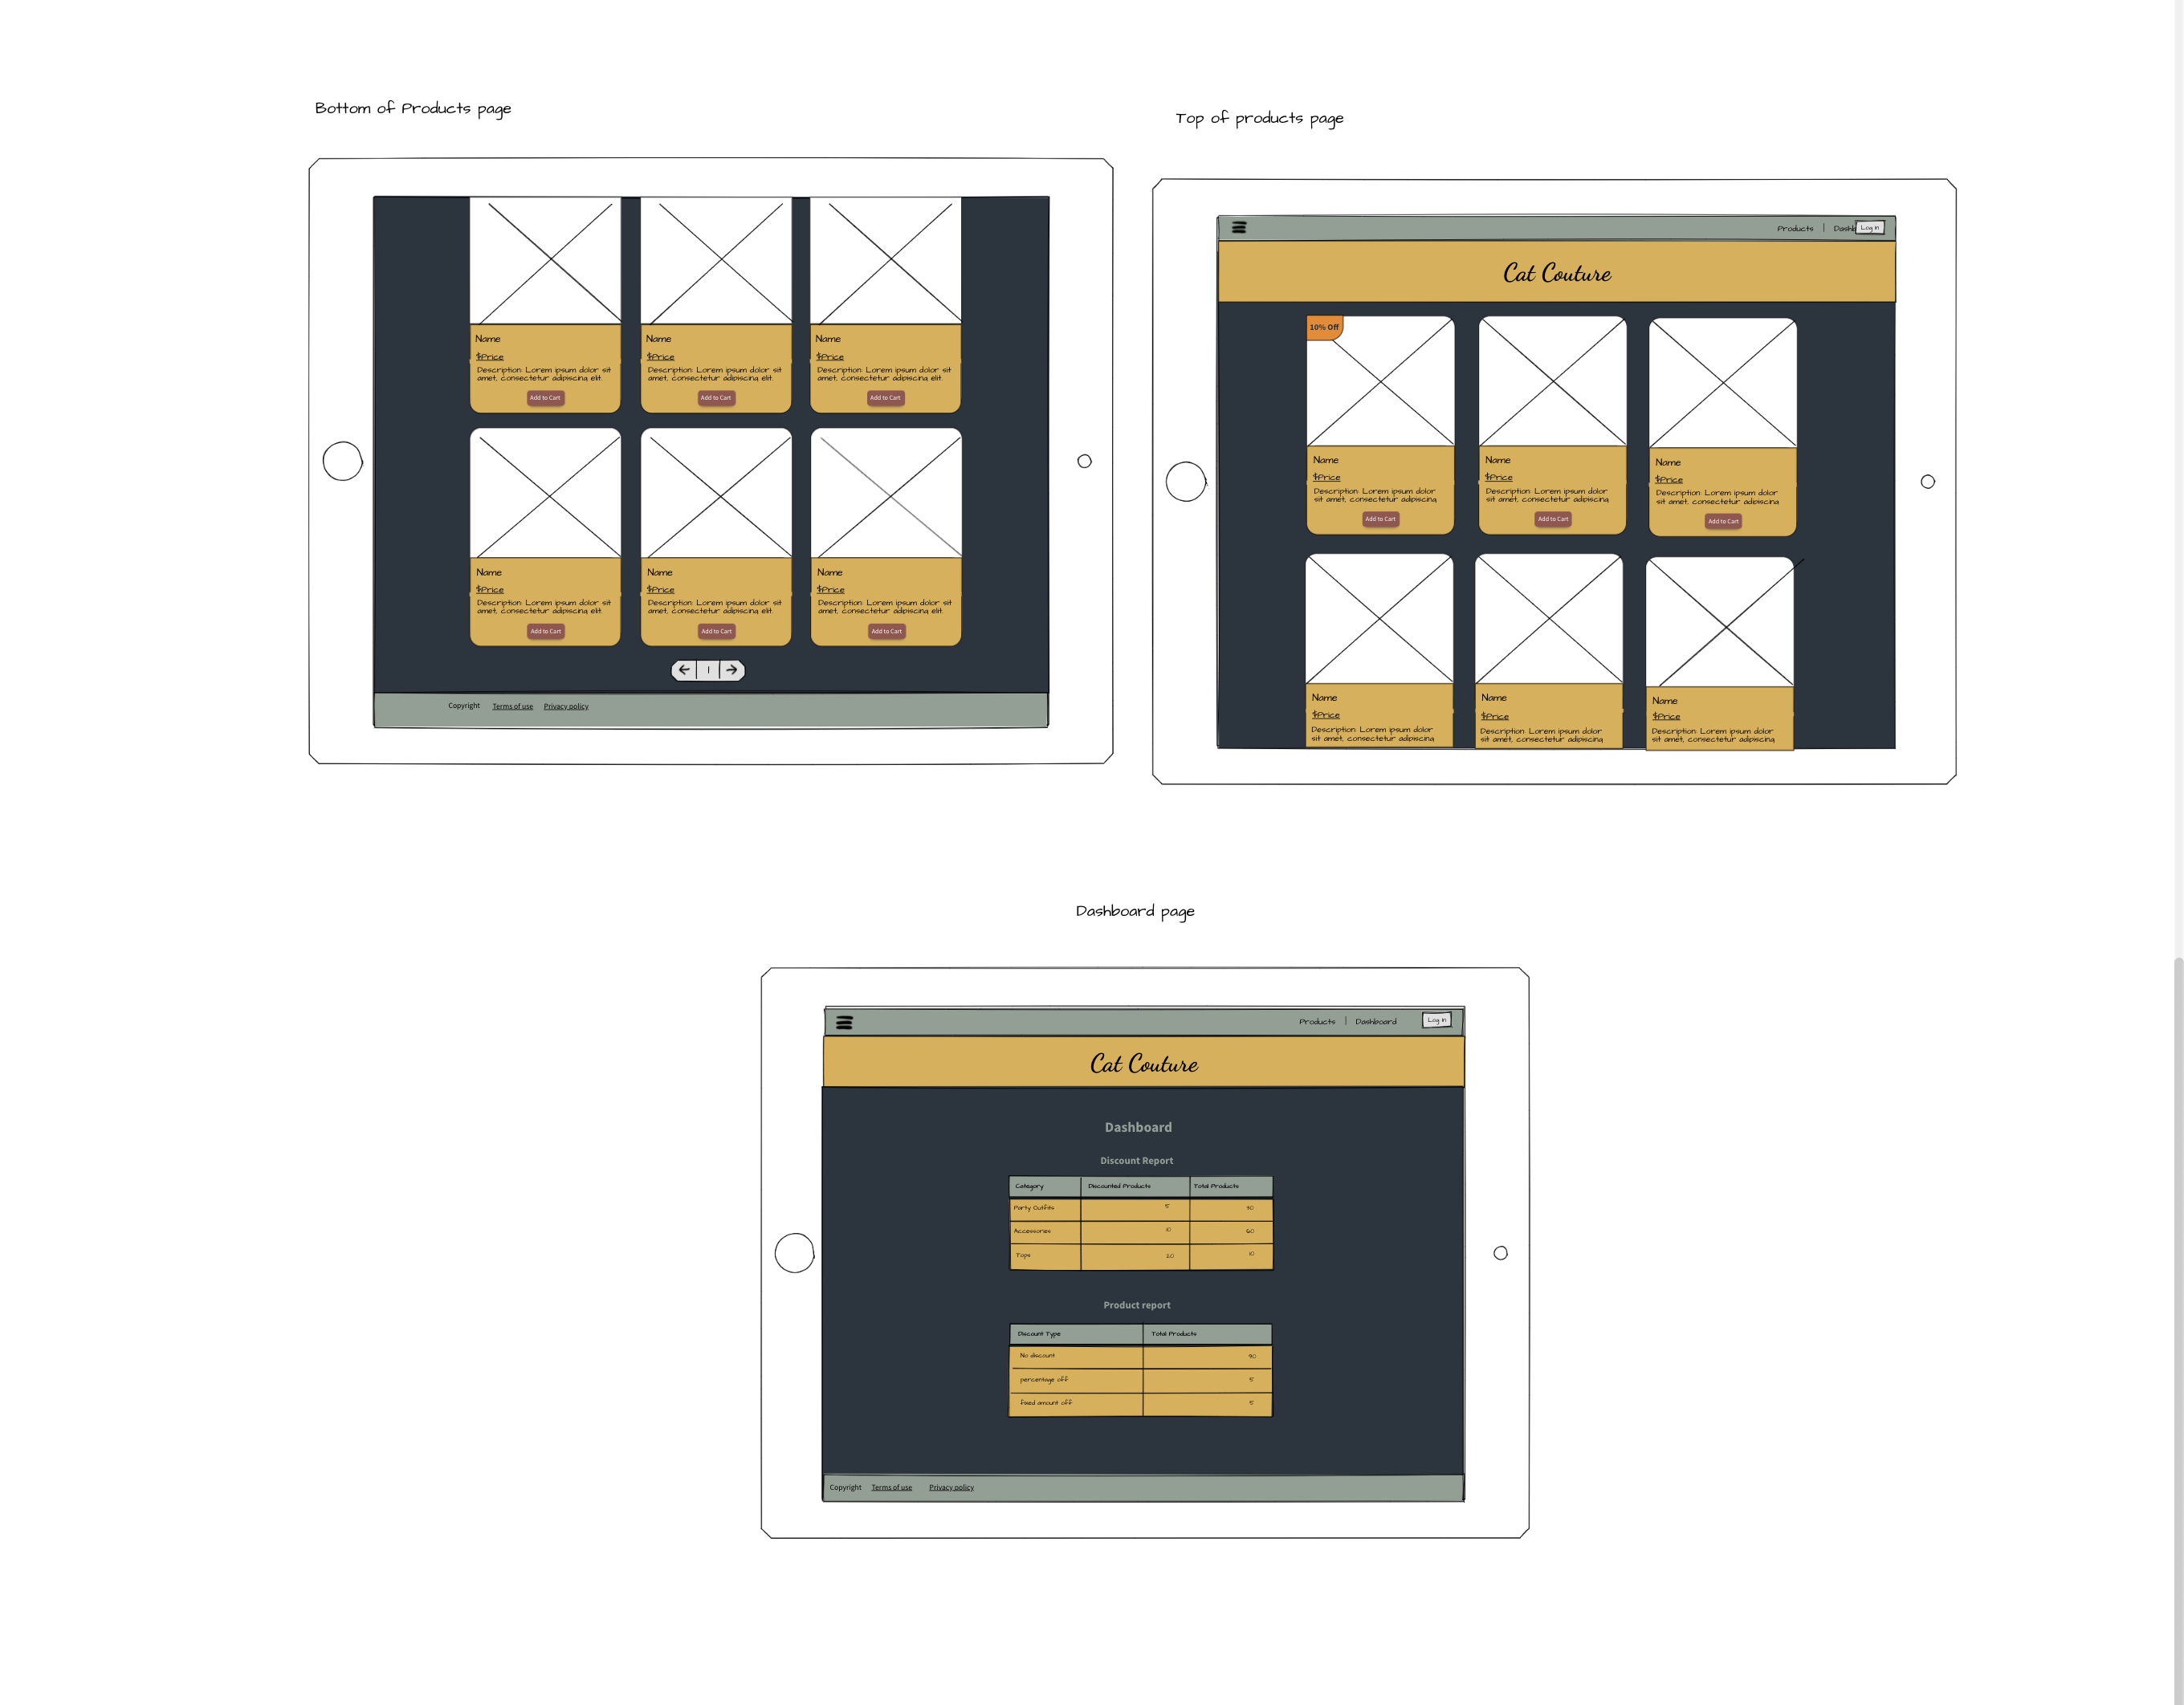 Bottom of Products page
Name
$Price
Description: Lorem ipsum dolor sit
amet, consectetur adipiscing elit.
Add to Cart
Name
$Price
Description: Lorem ipsum dolor sit
amet, consectetur adipiscing elit.
Add to Cart
Name
$Price
Description: Lorem ipsum dolor sit
amet, consectetur adipiscing elit.
Add to Cart
Name
$Price
Description: Lorem ipsum dolor sit
amet, consectetur adipiscing elit.
Add to Cart
Name
$Price
Description: Lorem ipsum dolor sit
amet, consectetur adipiscing elit.
Add to Cart
Name
$Price
Description: Lorem ipsum dolor sit
amet, consectetur adipiscing elit.
Add to Cart
1
Copyright Terms of use Privacy policy
Top of products page
Products | Dashb Log in
Cat Couture
10% Off
Name
$Price
Description: Lorem ipsum dolor
sit amet, consectetur adipiscing
Add to Cart
Name
$Price
Description: Lorem ipsum dolor
sit amet, consectetur adipiscing
Add to Cart
Name
$Price
Description: Lorem ipsum dolor
sit amet, consectetur adipiscing
Add to Cart
Name
$Price
Description: Lorem ipsum dolor
sit amet, consectetur adipiscing
Name
$Price
Description: Lorem ipsum dolor
sit amet, consectetur adipiscing
Name
$Price
Description: Lorem ipsum dolor
sit amet, consectetur adipiscing
Dashboard page
Products | Dashboard Log in
Cat Couture
Dashboard
Discount Report
Category Discounted Products Total Products
Party Outfits 5 30
Accessories 10 60
Tops 20 10
Product report
Discount Type Total Products
No discount 90
percentage off 5
fixed amount off 5
Copyright Terms of use Privacy policy